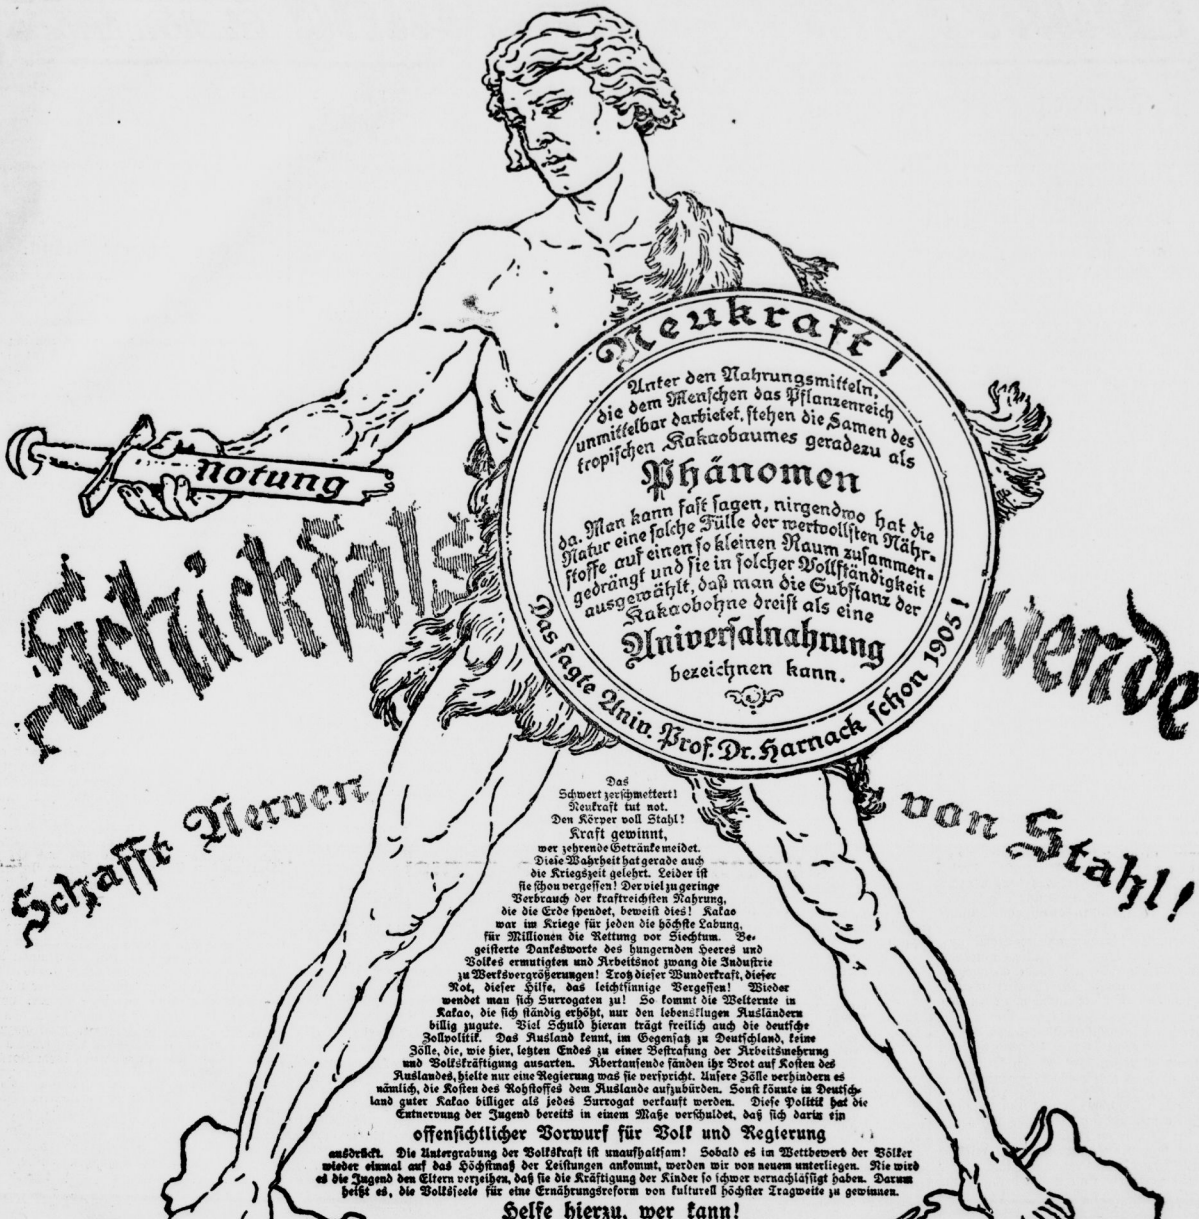 Neukraft!
Unter den Nahrungsmitteln,
die dem Menschen das Pflanzenreich
unmittelbar darbietet, stehen die Samen des
tropischen Kakaobaumes geradezu als
Phänomen
da. Man kann fast sagen, nirgendwo hat die
Natur eine solche Fülle der wertvollsten Nähr-
stoffe auf einen so kleinen Raum zusammen-
gedrängt und sie in solcher Vollständigkeit
ausgewählt, daß man die Substanz der
Kakaobohne dreist als eine
Universalnahrung
bezeichnen kann.
Das sagte Univ. Prof. Dr. Harnack schon 1905!
Notung
Schicksalswende
Schafft Nerven von Stahl!
Das
Schwert zerschmettert!
Neukraft tut not.
Den Körper voll Stahl!
Kraft gewinnt,
wer zehrende Getränke meidet.
Diese Wahrheit hat gerade auch
die Kriegszeit gelehrt. Leider ist
sie schon vergessen! Der viel zu geringe
Verbrauch der kraftreichsten Nahrung,
die die Erde spendet, beweist dies! Kakao
war im Kriege für jeden die höchste Labung,
für Millionen die Rettung vor Siechtum. Be-
geisterte Dankesworte des hungernden Heeres und
Volkes ermutigten und Arbeitsnot zwang die Industrie
zu Werksvergrößerungen! Trotz dieser Wunderkraft, dieser
Not, dieser Hilfe, das leichtsinnige Vergessen! Wieder
wendet man sich Surrogaten zu! So kommt die Welternte in
Kakao, die sich ständig erhöht, nur den lebensklugen Ausländern
billig zugute. Viel Schuld hieran trägt freilich auch die deutsche
Zollpolitik. Das Ausland kennt, im Gegensatz zu Deutschland, keine
Zölle, die, wie hier, letzten Endes zu einer Bestrafung der Arbeitsnehrung
und Volkskräftigung ausarten. Abertausende fänden ihr Brot auf Kosten des
Auslandes, hielte nur eine Regierung was sie verspricht. Unsere Zölle verhindern es
nämlich, die Kosten des Rohstoffes dem Auslande aufzubürden. Sonst könnte in Deutsch-
land guter Kakao billiger als jedes Surrogat verkauft werden. Diese Politik hat die
Entnervung der Jugend bereits in einem Maße verschuldet, daß sich darin ein
offensichtlicher Vorwurf für Volk und Regierung
ausdrückt. Die Untergrabung der Volkskraft ist unaufhaltsam! Sobald es im Wettbewerb der Völker
wieder einmal auf das Höchstmaß der Leistungen ankommt, werden wir von neuem unterliegen. Nie wird
es die Jugend den Eltern verzeihen, daß sie die Kräftigung der Kinder so schwer vernachlässigt haben. Darum
heißt es, die Volksseele für eine Ernährungsreform von kulturell höchster Tragweite zu gewinnen.
Helfe hierzu, wer kann!